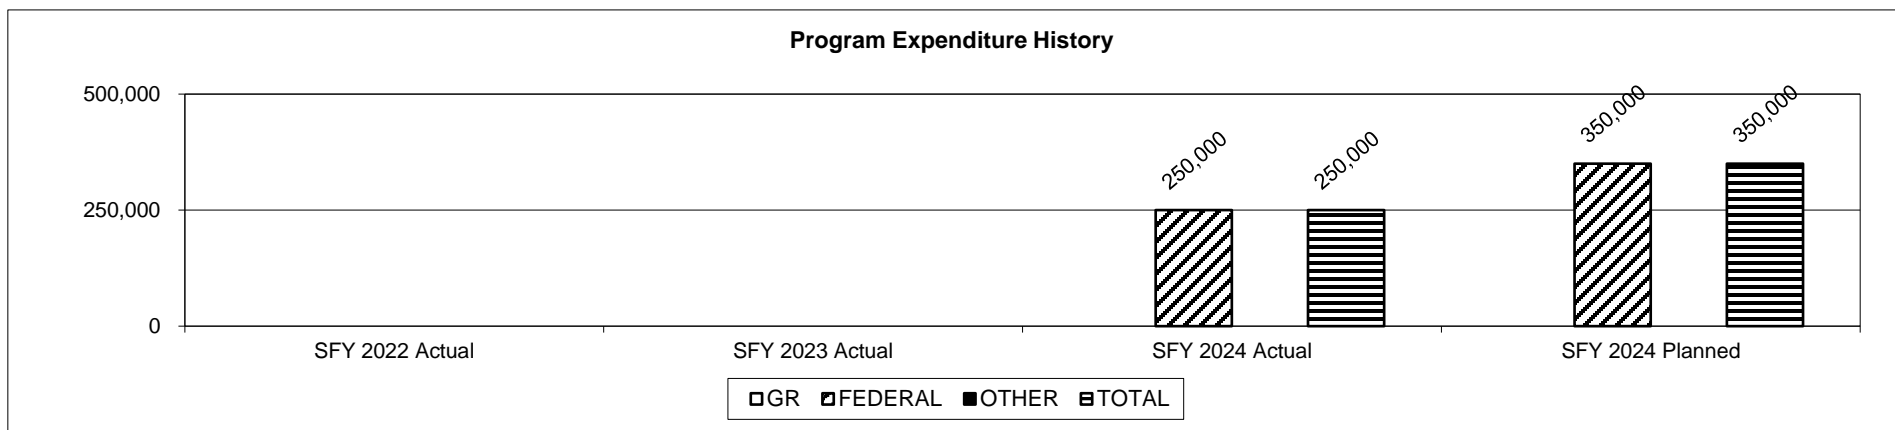 Program Expenditure History
500,000
250,000
0
250,000
250,000
350,000
350,000
SFY 2022 Actual
SFY 2023 Actual
SFY 2024 Actual
SFY 2024 Planned
GR FEDERAL OTHER TOTAL